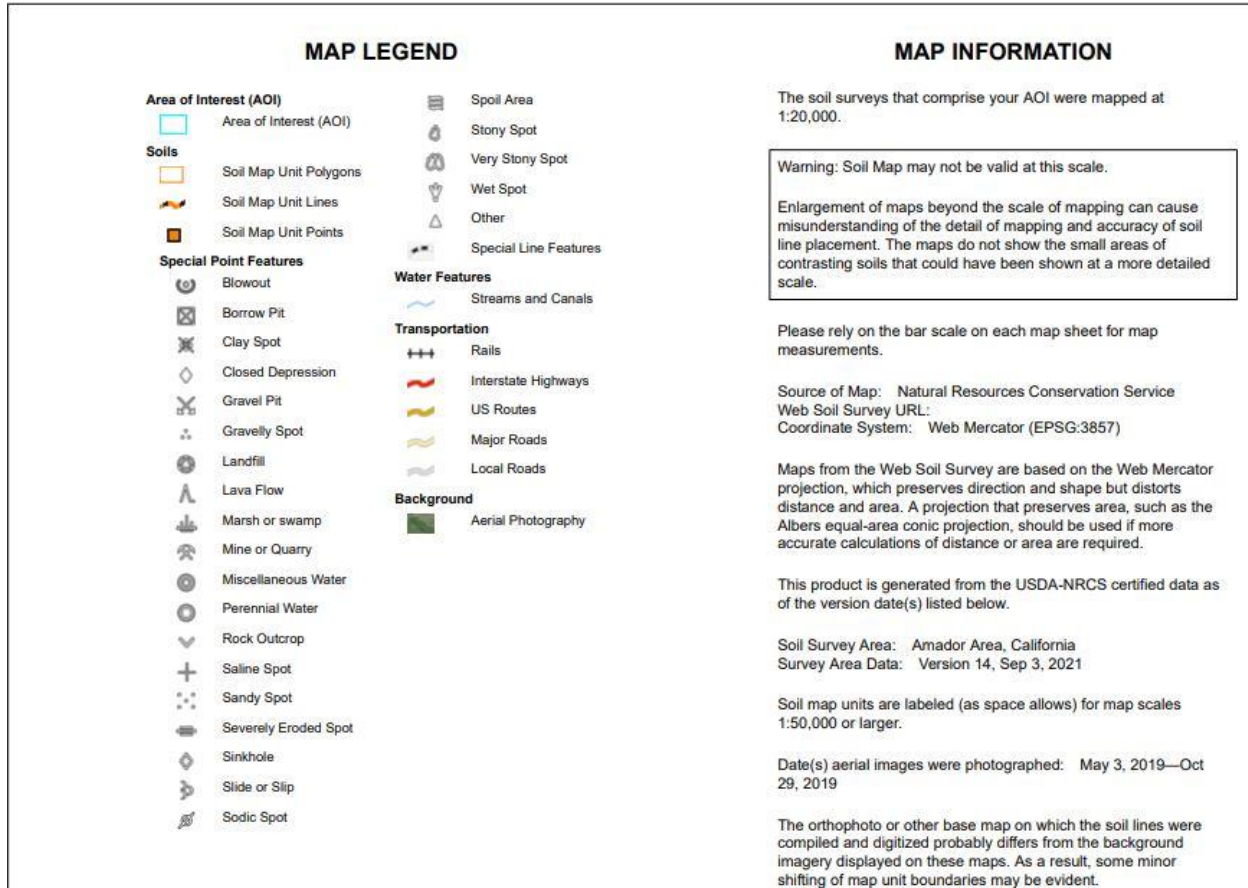 MAP LEGEND
Area of Interest (AOI)
Area of Interest (AOI)
Soils
Soil Map Unit Polygons
Soil Map Unit Lines
Soil Map Unit Points
Special Point Features
Blowout
Borrow Pit
Clay Spot
Closed Depression
Gravel Pit
Gravelly Spot
Landfill
Lava Flow
Marsh or swamp
Mine or Quarry
Miscellaneous Water
Perennial Water
Rock Outcrop
Saline Spot
Sandy Spot
Severely Eroded Spot
Sinkhole
Slide or Slip
Sodic Spot
Spoil Area
Stony Spot
Very Stony Spot
Wet Spot
Other
Special Line Features
Water Features
Streams and Canals
Transportation
Rails
Interstate Highways
US Routes
Major Roads
Local Roads
Background
Aerial Photography
MAP INFORMATION
The soil surveys that comprise your AOI were mapped at
1:20,000.
Warning: Soil Map may not be valid at this scale.
Enlargement of maps beyond the scale of mapping can cause
misunderstanding of the detail of mapping and accuracy of soil
line placement. The maps do not show the small areas of
contrasting soils that could have been shown at a more detailed
scale.
Please rely on the bar scale on each map sheet for map
measurements.
Source of Map: Natural Resources Conservation Service
Web Soil Survey URL:
Coordinate System: Web Mercator (EPSG:3857)
Maps from the Web Soil Survey are based on the Web Mercator
projection, which preserves direction and shape but distorts
distance and area. A projection that preserves area, such as the
Albers equal-area conic projection, should be used if more
accurate calculations of distance or area are required.
This product is generated from the USDA-NRCS certified data as
of the version date(s) listed below.
Soil Survey Area: Amador Area, California
Survey Area Data: Version 14, Sep 3, 2021
Soil map units are labeled (as space allows) for map scales
1:50,000 or larger.
Date(s) aerial images were photographed: May 3, 2019—Oct
29, 2019
The orthophoto or other base map on which the soil lines were
compiled and digitized probably differs from the background
imagery displayed on these maps. As a result, some minor
shifting of map unit boundaries may be evident.